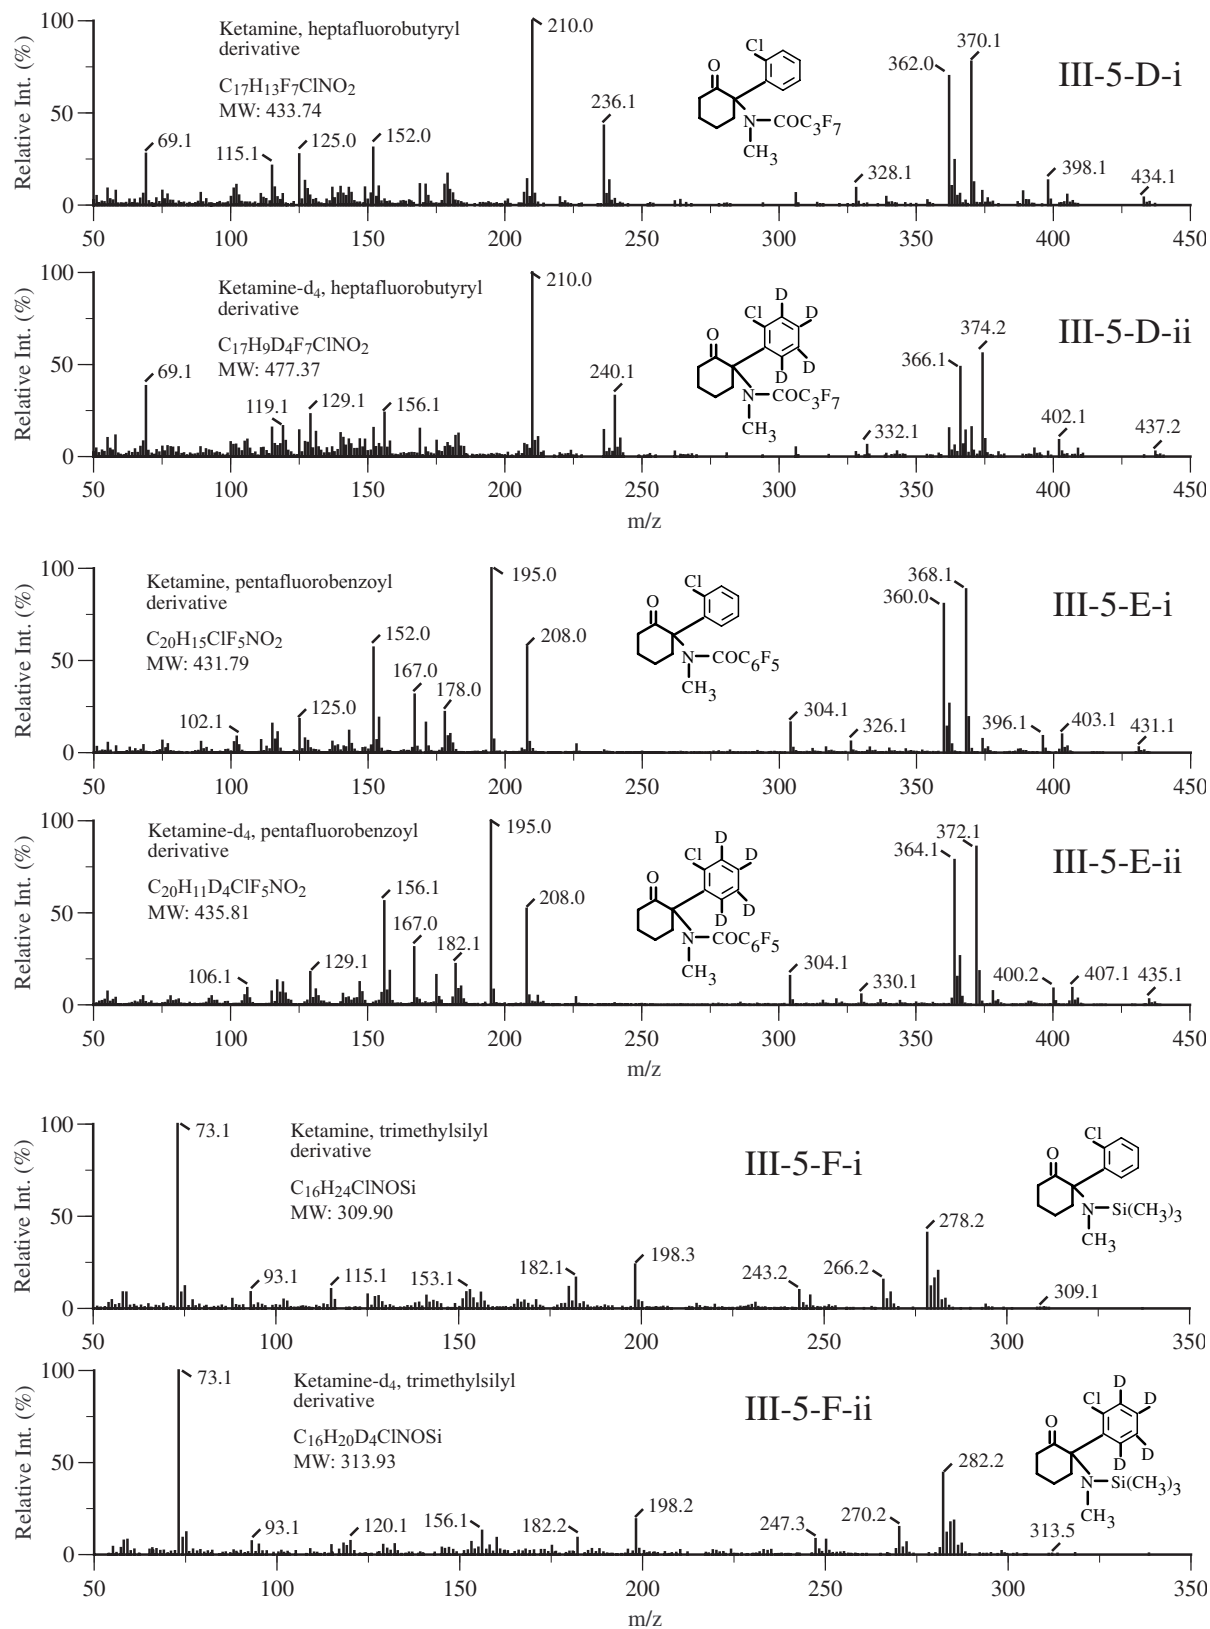 Ketamine, heptafluorobutyryl
derivative
C₁₇H₁₃F₇ClNO₂
MW: 433.74
III-5-D-i
Relative Int. (%)
100
50
0
69.1
115.1
125.0
152.0
210.0
236.1
328.1
362.0
370.1
398.1
434.1
O
Cl
N
COC₃F₇
CH₃
50 100 150 200 250 300 350 400 450
Ketamine-d₄, heptafluorobutyryl
derivative
C₁₇H₉D₄F₇ClNO₂
MW: 477.37
III-5-D-ii
Relative Int. (%)
100
50
0
69.1
119.1
129.1
156.1
210.0
240.1
332.1
366.1
374.2
402.1
437.2
O
Cl
D
D
D
D
N
COC₃F₇
CH₃
50 100 150 200 250 300 350 400 450
m/z
Ketamine, pentafluorobenzoyl
derivative
C₂₀H₁₅ClF₅NO₂
MW: 431.79
III-5-E-i
Relative Int. (%)
100
50
0
102.1
125.0
152.0
167.0
178.0
195.0
208.0
304.1
326.1
360.0
368.1
396.1
403.1
431.1
O
Cl
N
COC₆F₅
CH₃
50 100 150 200 250 300 350 400 450
Ketamine-d₄, pentafluorobenzoyl
derivative
C₂₀H₁₁D₄ClF₅NO₂
MW: 435.81
III-5-E-ii
Relative Int. (%)
100
50
0
106.1
129.1
156.1
167.0
182.1
195.0
208.0
304.1
330.1
364.1
372.1
400.2
407.1
435.1
O
Cl
D
D
D
D
N
COC₆F₅
CH₃
50 100 150 200 250 300 350 400 450
m/z
Ketamine, trimethylsilyl
derivative
C₁₆H₂₄ClNOSi
MW: 309.90
III-5-F-i
Relative Int. (%)
100
50
0
73.1
93.1
115.1
153.1
182.1
198.3
243.2
266.2
278.2
309.1
O
Cl
N
Si(CH₃)₃
CH₃
50 100 150 200 250 300 350
Ketamine-d₄, trimethylsilyl
derivative
C₁₆H₂₀D₄ClNOSi
MW: 313.93
III-5-F-ii
Relative Int. (%)
100
50
0
73.1
93.1
120.1
156.1
182.2
198.2
247.3
270.2
282.2
313.5
O
Cl
D
D
D
D
N
Si(CH₃)₃
CH₃
50 100 150 200 250 300 350
m/z